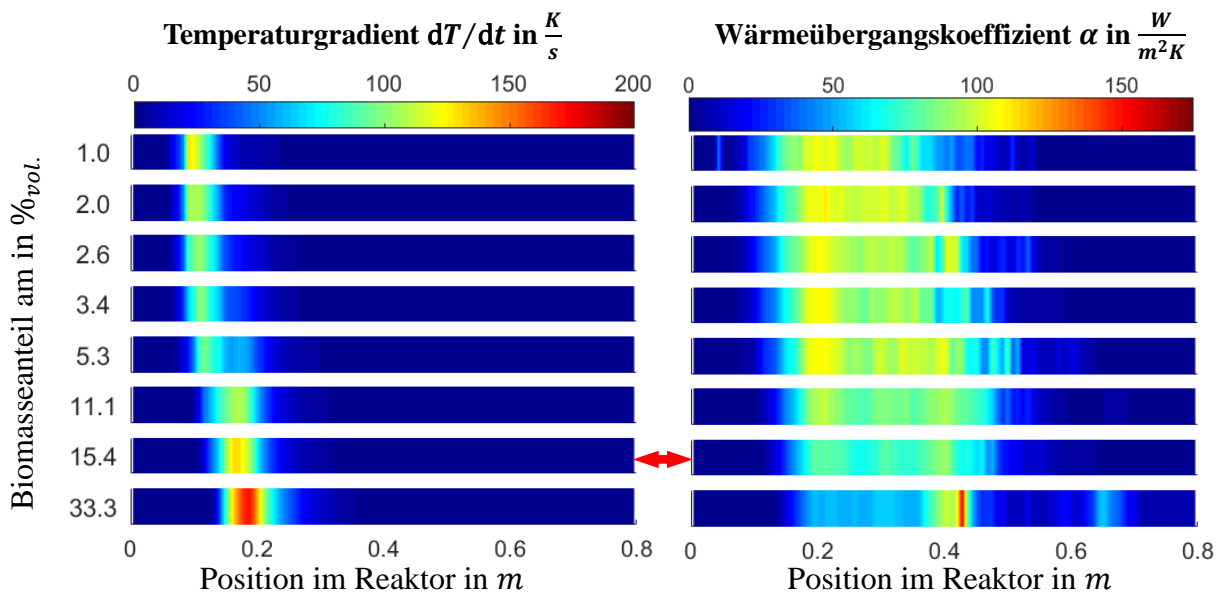 Temperaturgradient dT/dt in K/s
Wärmeübergangskoeffizient α in W/m²K
0 50 100 150 200
0 50 100 150
Biomasseanteil am in %vol.
1.0
2.0
2.6
3.4
5.3
11.1
15.4
33.3
0 0.2 0.4 0.6 0.8
0 0.2 0.4 0.6 0.8
Position im Reaktor in m
Position im Reaktor in m